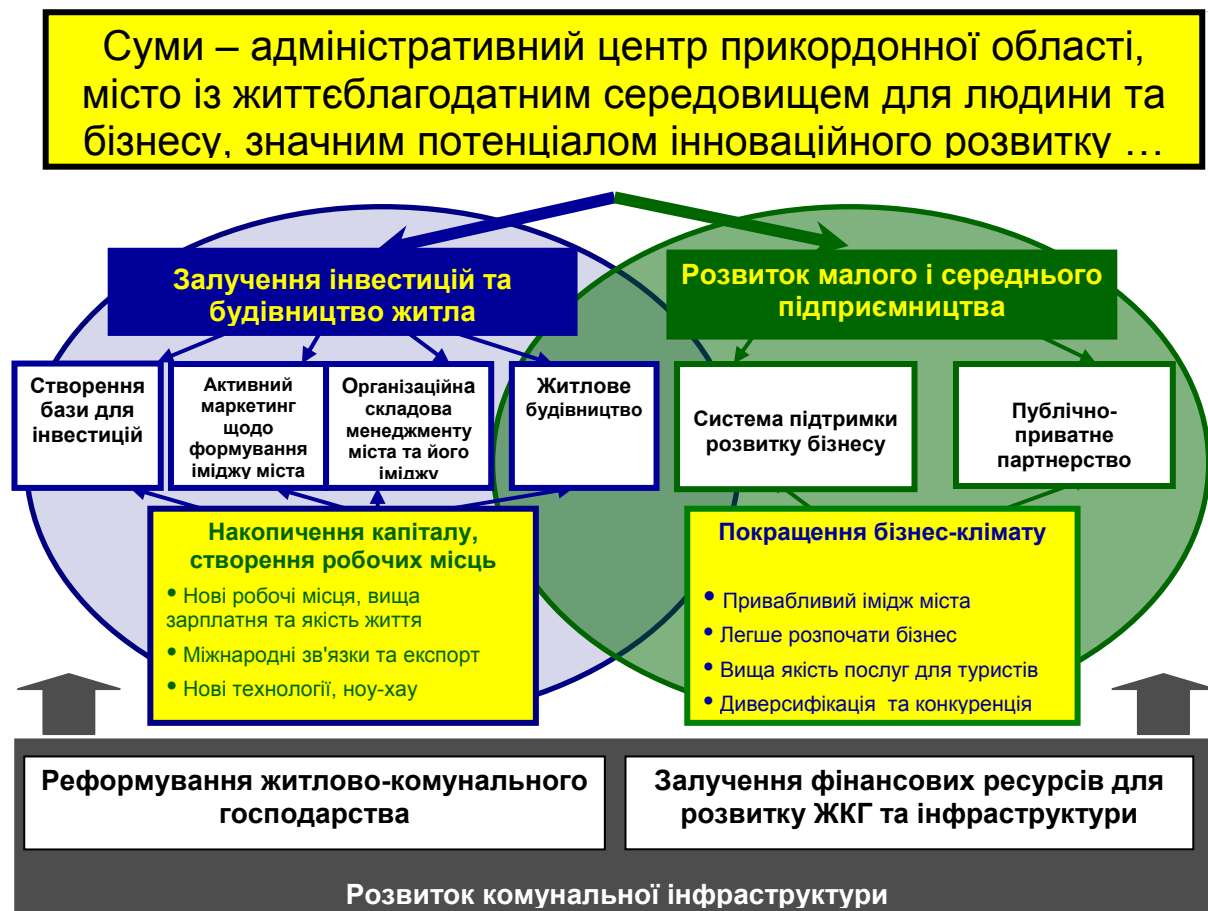 Суми – адміністративний центр прикордонної області,
місто із життєблагодатним середовищем для людини та
бізнесу, значним потенціалом інноваційного розвитку …
Залучення інвестицій та
будівництво житла
Розвиток малого і середнього
підприємництва
Створення
бази для
інвестицій
Активний
маркетинг
щодо
формування
іміджу міста
Організаційна
складова
менеджменту
міста та його
іміджу
Житлове
будівництво
Система підтримки
розвитку бізнесу
Публічно-
приватне
партнерство
Накопичення капіталу,
створення робочих місць
• Нові робочі місця, вища
зарплатня та якість життя
• Міжнародні зв'язки та експорт
• Нові технології, ноу-хау
Покращення бізнес-клімату
• Привабливий імідж міста
• Легше розпочати бізнес
• Вища якість послуг для туристів
• Диверсифікація та конкуренція
Реформування житлово-комунального
господарства
Залучення фінансових ресурсів для
розвитку ЖКГ та інфраструктури
Розвиток комунальної інфраструктури